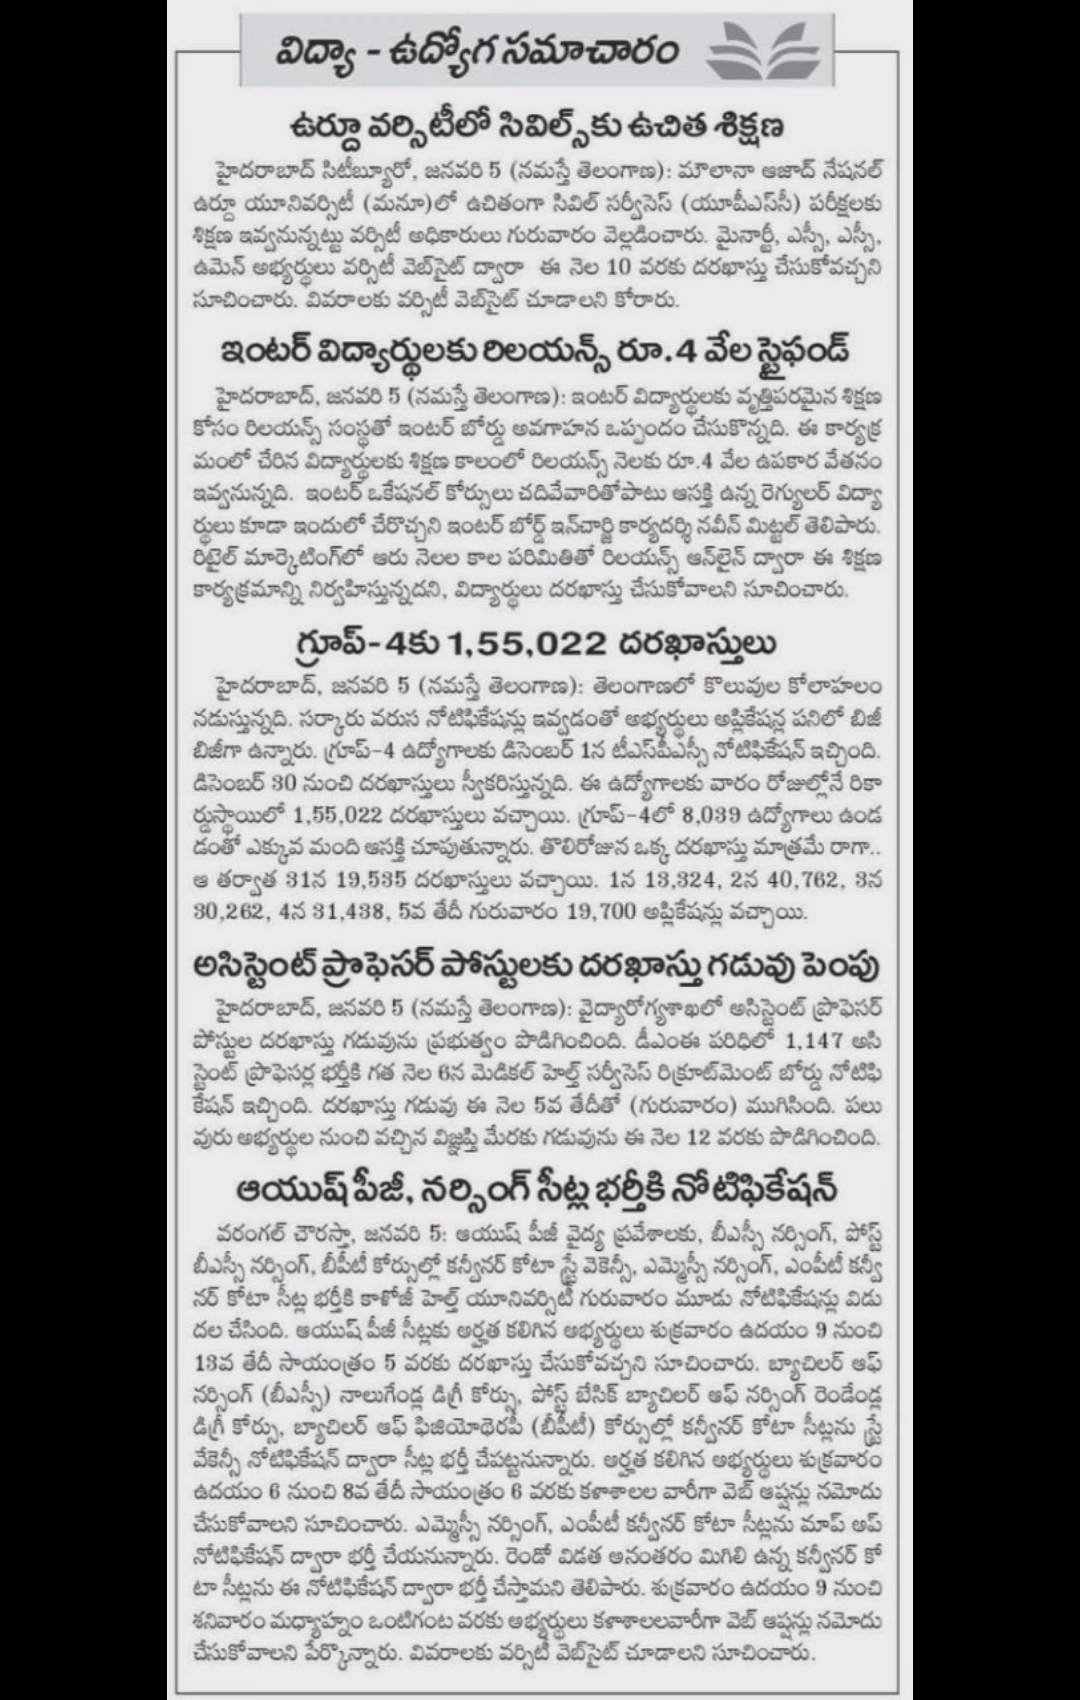 విద్యా - ఉద్యోగ సమాచారం
ఉర్దూ వర్సిటీలో సివిల్స్‌కు ఉచిత శిక్షణ
హైదరాబాద్ సిటీబ్యూరో, జనవరి 5 (నమస్తే తెలంగాణ): మౌలానా ఆజాద్ నేషనల్
ఉర్దూ యూనివర్సిటీ (మనూ)లో ఉచితంగా సివిల్ సర్వీసెస్ (యూపీఎస్‌సీ) పరీక్షలకు
శిక్షణ ఇవ్వనున్నట్టు వర్సిటీ అధికారులు గురువారం వెల్లడించారు. మైనార్టీ, ఎస్సీ, ఎస్సీ,
ఉమెన్ అభ్యర్థులు వర్సిటీ వెబ్‌సైట్ ద్వారా ఈ నెల 10 వరకు దరఖాస్తు చేసుకోవచ్చని
సూచించారు. వివరాలకు వర్సిటీ వెబ్‌సైట్ చూడాలని కోరారు.
ఇంటర్ విద్యార్థులకు రిలయన్స్ రూ.4 వేల స్టైఫండ్
హైదరాబాద్, జనవరి 5 (నమస్తే తెలంగాణ): ఇంటర్ విద్యార్థులకు వృత్తిపరమైన శిక్షణ
కోసం రిలయన్స్ సంస్థతో ఇంటర్ బోర్డు అవగాహన ఒప్పందం చేసుకొన్నది. ఈ కార్యక్ర
మంలో చేరిన విద్యార్థులకు శిక్షణ కాలంలో రిలయన్స్ నెలకు రూ.4 వేల ఉపకార వేతనం
ఇవ్వనున్నది. ఇంటర్ ఒకేషనల్ కోర్సులు చదివేవారితోపాటు ఆసక్తి ఉన్న రెగ్యులర్ విద్యా
ర్థులు కూడా ఇందులో చేరొచ్చని ఇంటర్ బోర్డ్ ఇన్‌చార్జి కార్యదర్శి నవీన్ మిట్టల్ తెలిపారు.
రిటైల్ మార్కెటింగ్‌లో ఆరు నెలల కాల పరిమితితో రిలయన్స్ ఆన్‌లైన్ ద్వారా ఈ శిక్షణ
కార్యక్రమాన్ని నిర్వహిస్తున్నదని, విద్యార్థులు దరఖాస్తు చేసుకోవాలని సూచించారు.
గ్రూప్-4కు 1,55,022 దరఖాస్తులు
హైదరాబాద్, జనవరి 5 (నమస్తే తెలంగాణ): తెలంగాణలో కొలువుల కోలాహలం
నడుస్తున్నది. సర్కారు వరుస నోటిఫికేషన్లు ఇవ్వడంతో అభ్యర్థులు అప్లికేషన్ల పనిలో బిజీ
బిజీగా ఉన్నారు. గ్రూప్-4 ఉద్యోగాలకు డిసెంబర్ 1న టీఎస్‌పీఎస్సీ నోటిఫికేషన్ ఇచ్చింది.
డిసెంబర్ 30 నుంచి దరఖాస్తులు స్వీకరిస్తున్నది. ఈ ఉద్యోగాలకు వారం రోజుల్లోనే రికా
ర్డుస్థాయిలో 1,55,022 దరఖాస్తులు వచ్చాయి. గ్రూప్-4లో 8,039 ఉద్యోగాలు ఉండ
డంతో ఎక్కువ మంది ఆసక్తి చూపుతున్నారు. తొలిరోజున ఒక్క దరఖాస్తు మాత్రమే రాగా..
ఆ తర్వాత 31న 19,535 దరఖాస్తులు వచ్చాయి. 1న 13,324, 2న 40,762, 3న
30,262, 4న 31,438, 5వ తేదీ గురువారం 19,700 అప్లికేషన్లు వచ్చాయి.
అసిస్టెంట్ ప్రొఫెసర్ పోస్టులకు దరఖాస్తు గడువు పెంపు
హైదరాబాద్, జనవరి 5 (నమస్తే తెలంగాణ): వైద్యారోగ్యశాఖలో అసిస్టెంట్ ప్రొఫెసర్
పోస్టుల దరఖాస్తు గడువును ప్రభుత్వం పొడిగించింది. డీఎంఈ పరిధిలో 1,147 అసి
స్టెంట్ ప్రొఫెసర్ల భర్తీకి గత నెల 6న మెడికల్ హెల్త్ సర్వీసెస్ రిక్రూట్‌మెంట్ బోర్డు నోటిఫి
కేషన్ ఇచ్చింది. దరఖాస్తు గడువు ఈ నెల 5వ తేదీతో (గురువారం) ముగిసింది. పలు
వురు అభ్యర్థుల నుంచి వచ్చిన విజ్ఞప్తి మేరకు గడువును ఈ నెల 12 వరకు పొడిగించింది.
ఆయుష్ పీజీ, నర్సింగ్ సీట్ల భర్తీకి నోటిఫికేషన్
వరంగల్ చౌరస్తా, జనవరి 5: ఆయుష్ పీజీ వైద్య ప్రవేశాలకు, బీఎస్సీ నర్సింగ్, పోస్ట్
బీఎస్సీ నర్సింగ్, బీపీటీ కోర్సుల్లో కన్వీనర్ కోటా స్ట్రే వేకెన్సీ, ఎమ్మెస్సీ నర్సింగ్, ఎంపీటీ కన్వీ
నర్ కోటా సీట్ల భర్తీకి కాళోజీ హెల్త్ యూనివర్సిటీ గురువారం మూడు నోటిఫికేషన్లు విడు
దల చేసింది. ఆయుష్ పీజీ సీట్లకు అర్హత కలిగిన అభ్యర్థులు శుక్రవారం ఉదయం 9 నుంచి
13వ తేదీ సాయంత్రం 5 వరకు దరఖాస్తు చేసుకోవచ్చని సూచించారు. బ్యాచిలర్ ఆఫ్
నర్సింగ్ (బీఎస్సీ) నాలుగేండ్ల డిగ్రీ కోర్సు, పోస్ట్ బేసిక్ బ్యాచిలర్ ఆఫ్ నర్సింగ్ రెండేండ్ల
డిగ్రీ కోర్సు, బ్యాచిలర్ ఆఫ్ ఫిజియోథెరపీ (బీపీటీ) కోర్సుల్లో కన్వీనర్ కోటా సీట్లను స్ట్రే
వేకెన్సీ నోటిఫికేషన్ ద్వారా సీట్ల భర్తీ చేపట్టనున్నారు. అర్హత కలిగిన అభ్యర్థులు శుక్రవారం
ఉదయం 6 నుంచి 8వ తేదీ సాయంత్రం 6 వరకు కళాశాలల వారీగా వెబ్ ఆప్షన్లు నమోదు
చేసుకోవాలని సూచించారు. ఎమ్మెస్సీ నర్సింగ్, ఎంపీటీ కన్వీనర్ కోటా సీట్లను మాప్ అప్
నోటిఫికేషన్ ద్వారా భర్తీ చేయనున్నారు. రెండో విడత అనంతరం మిగిలి ఉన్న కన్వీనర్ కో
టా సీట్లను ఈ నోటిఫికేషన్ ద్వారా భర్తీ చేస్తామని తెలిపారు. శుక్రవారం ఉదయం 9 నుంచి
శనివారం మధ్యాహ్నం ఒంటిగంట వరకు అభ్యర్థులు కళాశాలలవారీగా వెబ్ ఆప్షన్లు నమోదు
చేసుకోవాలని పేర్కొన్నారు. వివరాలకు వర్సిటీ వెబ్‌సైట్ చూడాలని సూచించారు.